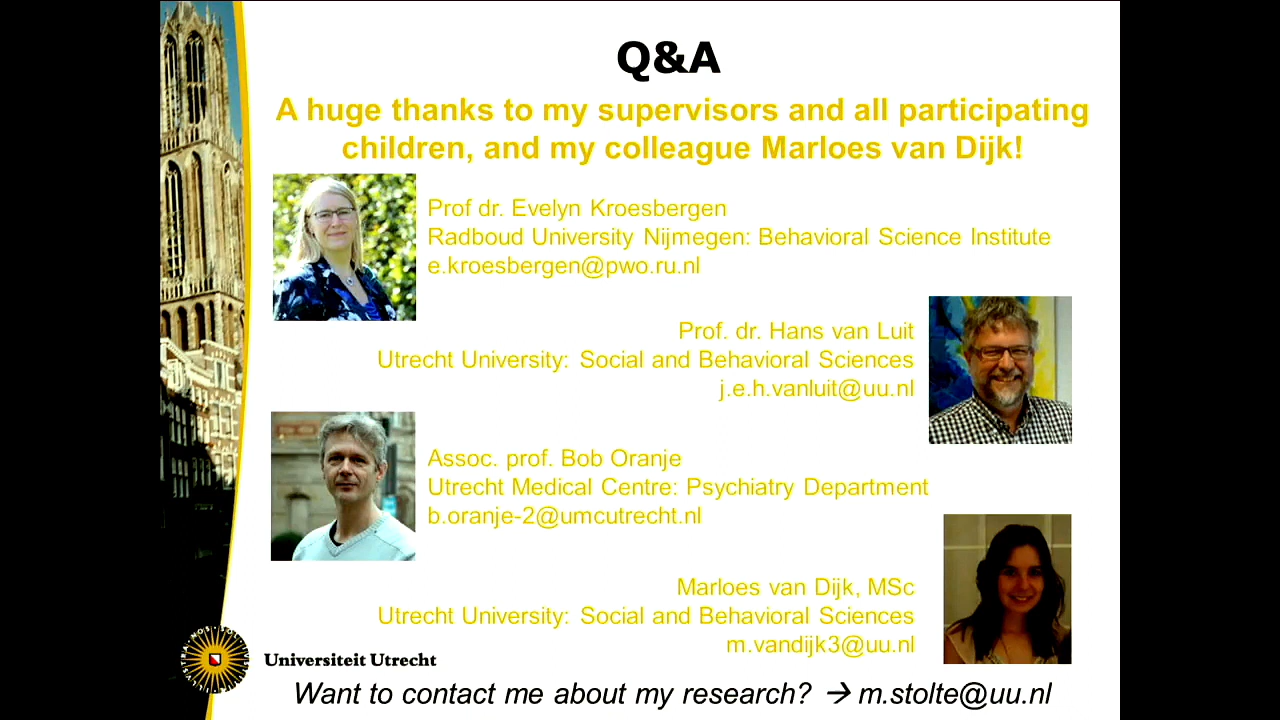 Q&A
A huge thanks to my supervisors and all participating
children, and my colleague Marloes van Dijk!
Prof dr. Evelyn Kroesbergen
Radboud University Nijmegen: Behavioral Science Institute
e.kroesbergen@pwo.ru.nl
Prof. dr. Hans van Luit
Utrecht University: Social and Behavioral Sciences
j.e.h.vanluit@uu.nl
Assoc. prof. Bob Oranje
Utrecht Medical Centre: Psychiatry Department
b.oranje-2@umcutrecht.nl
Marloes van Dijk, MSc
Utrecht University: Social and Behavioral Sciences
m.vandijk3@uu.nl
Universiteit Utrecht
Want to contact me about my research? → m.stolte@uu.nl